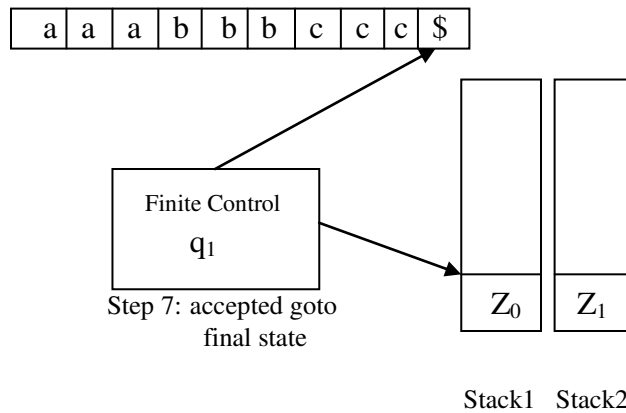 a a a b b b c c c $
Finite Control
q₁
Step 7: accepted goto
final state
Z₀ Z₁
Stack1 Stack2